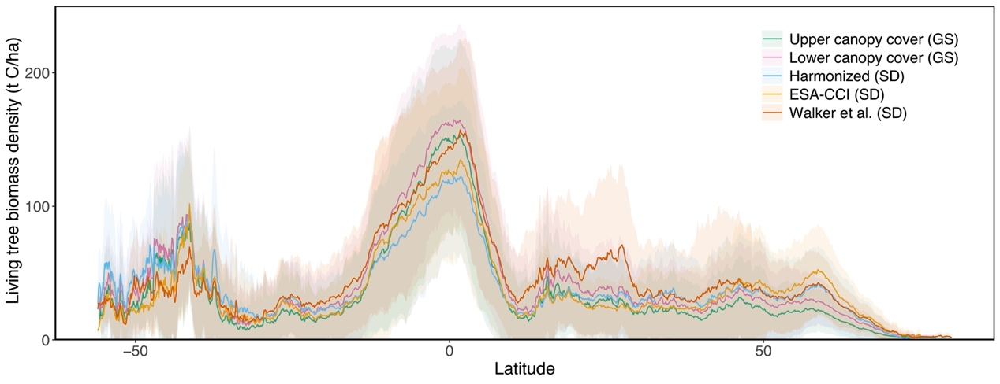 Living tree biomass density (t C/ha)
200
100
0
Upper canopy cover (GS)
Lower canopy cover (GS)
Harmonized (SD)
ESA-CCI (SD)
Walker et al. (SD)
−50
0
50
Latitude